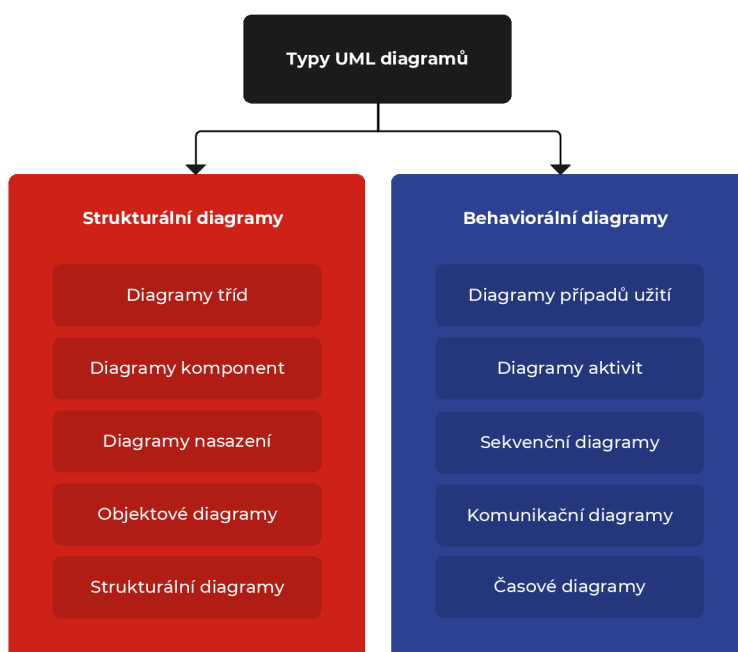 Typy UML diagramů
Strukturální diagramy
Diagramy tříd
Diagramy komponent
Diagramy nasazení
Objektové diagramy
Strukturální diagramy
Behaviorální diagramy
Diagramy případů užití
Diagramy aktivit
Sekvenční diagramy
Komunikační diagramy
Časové diagramy